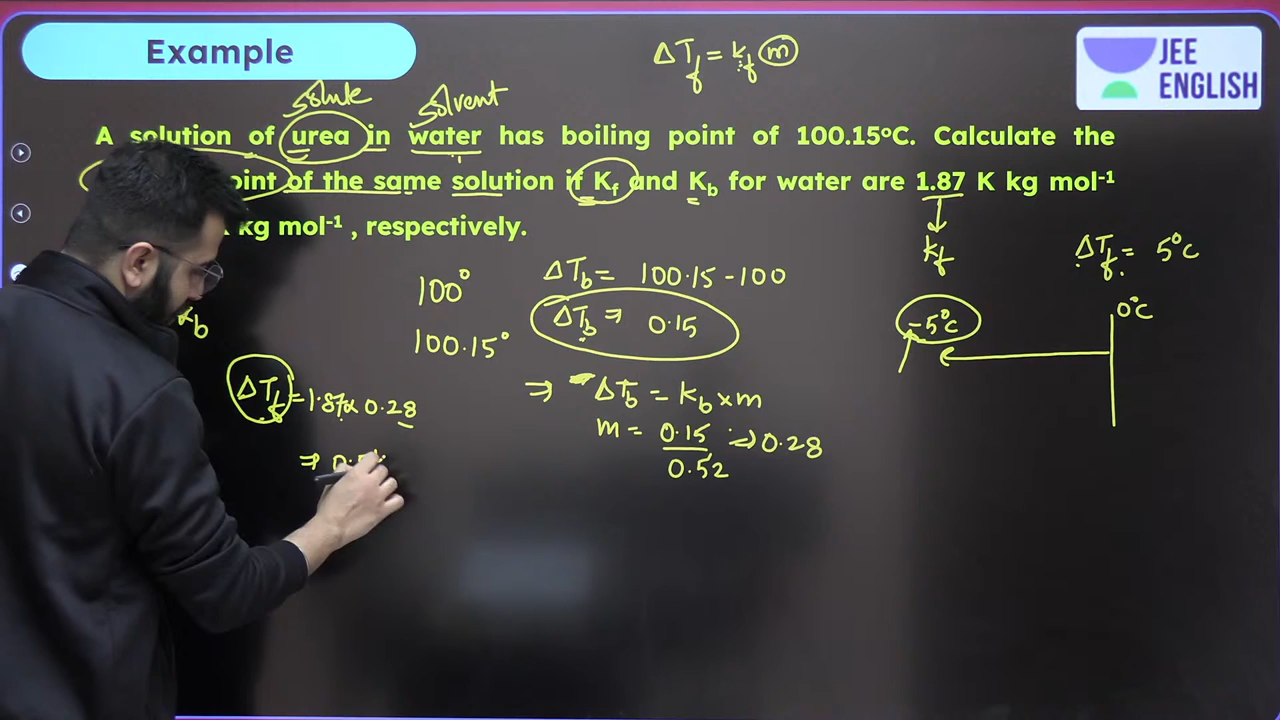 Example
ΔTf = kf m
JEE
ENGLISH
solute solvent
A solution of urea in water has boiling point of 100.15°C. Calculate the
point of the same solution if Kf and Kb for water are 1.87 K kg mol-1
kg mol-1 , respectively.
kf
ΔTf = 5°C
100°
ΔTb = 100.15-100
100.15°
ΔTb ⇒ 0.15
-5°C
0°C
ΔTf = 1.87x 0.28
⇒ ΔTb = kb x m
m = 0.15 ⇒ 0.28
0.52